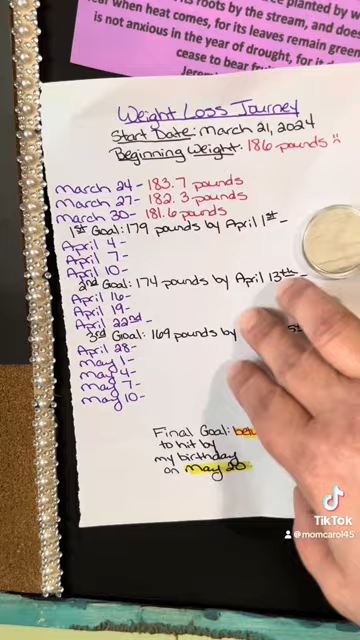 planted by w
its roots by the stream, and does
ear when heat comes, for its leaves remain green
is not anxious in the year of drought, for it d
cease to bear fru
Jerem
Weight Loss Journey
Start Date: March 21, 2024
Beginning Weight: 186 pounds
March 24- 183.7 pounds
March 27- 182.3 pounds
March 30- 181.6 pounds
1st Goal: 179 pounds by April 1st-
April 4-
April 7-
April 10-
2nd Goal: 174 pounds by April 13th-
April 16-
April 19-
April 22nd-
3rd Goal: 169 pounds by
April 28-
May 1-
May 4-
May 7-
May 10-
Final Goal:
to hit by
my birthday
on May 20
TikTok
@momcarol45